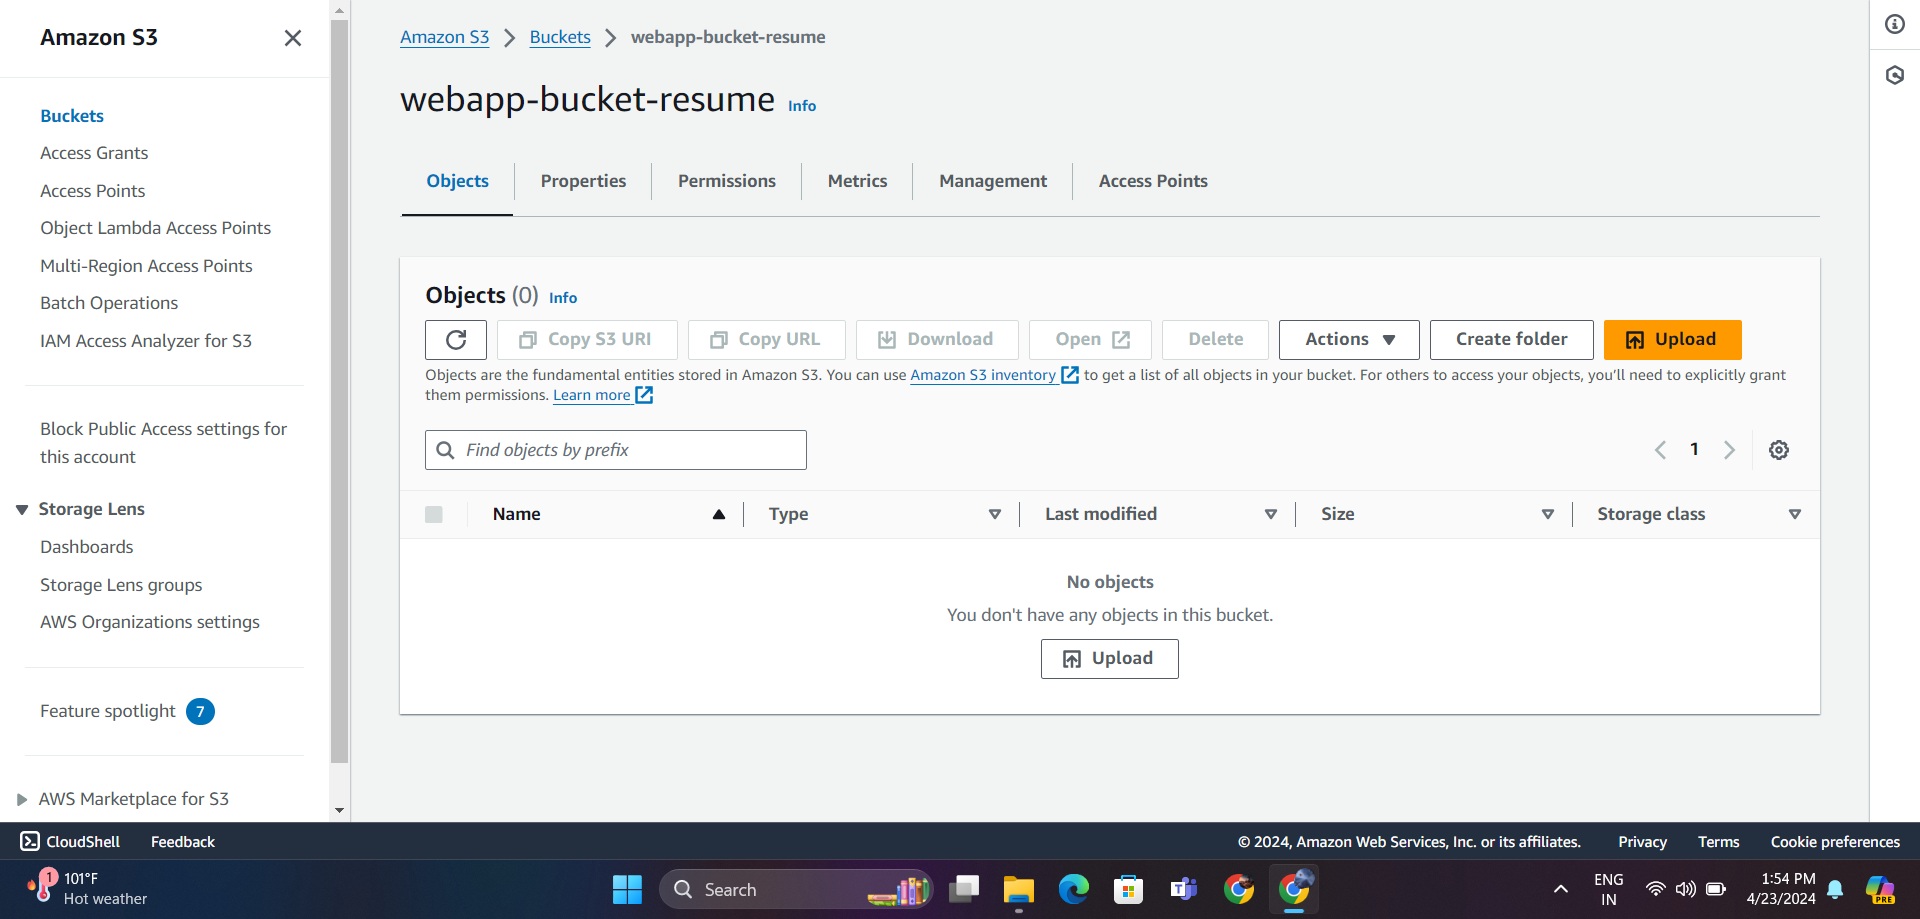 Amazon S3
Buckets
Access Grants
Access Points
Object Lambda Access Points
Multi-Region Access Points
Batch Operations
IAM Access Analyzer for S3
Block Public Access settings for
this account
Storage Lens
Dashboards
Storage Lens groups
AWS Organizations settings
Feature spotlight 7
AWS Marketplace for S3
Amazon S3 > Buckets > webapp-bucket-resume
webapp-bucket-resume Info
Objects Properties Permissions Metrics Management Access Points
Objects (0) Info
Copy S3 URI Copy URL Download Open Delete Actions Create folder Upload
Objects are the fundamental entities stored in Amazon S3. You can use Amazon S3 inventory to get a list of all objects in your bucket. For others to access your objects, you'll need to explicitly grant
them permissions. Learn more
Find objects by prefix
1
Name Type Last modified Size Storage class
No objects
You don't have any objects in this bucket.
Upload
CloudShell Feedback © 2024, Amazon Web Services, Inc. or its affiliates. Privacy Terms Cookie preferences
1 101°F
Hot weather
Search
ENG
IN
1:54 PM
4/23/2024
PRE